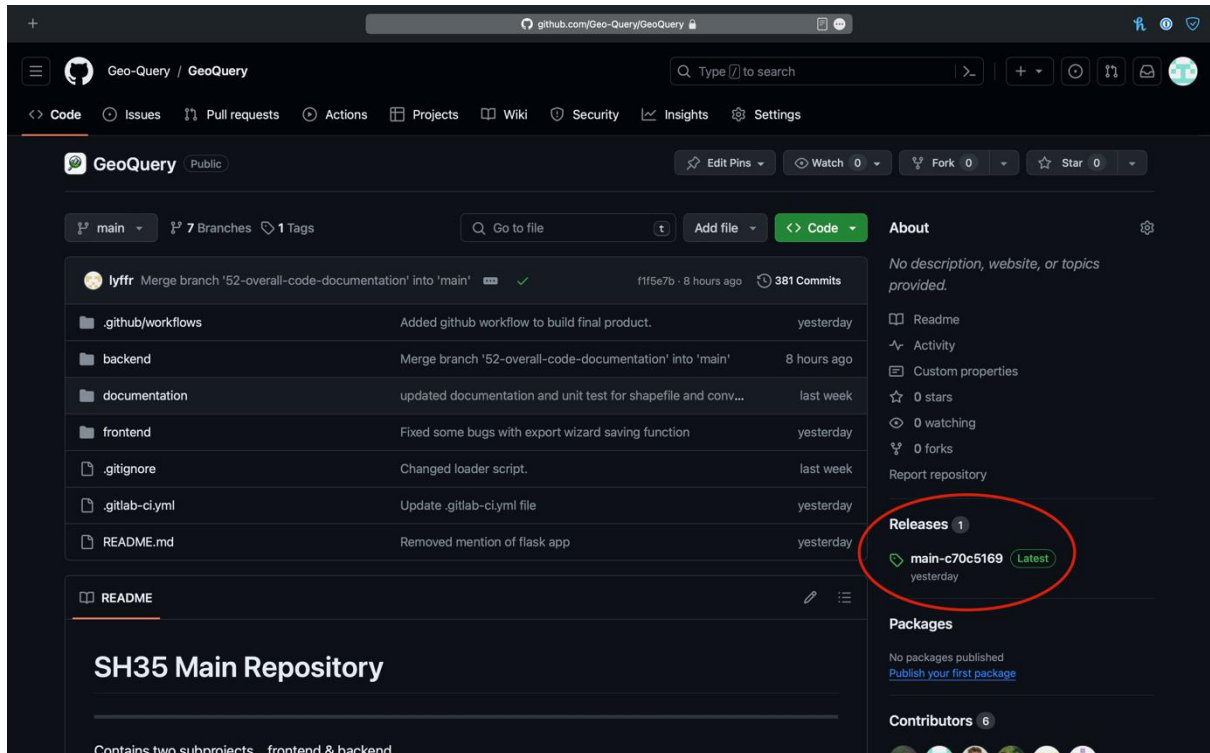 github.com/Geo-Query/GeoQuery
Geo-Query / GeoQuery
Type / to search
Code Issues Pull requests Actions Projects Wiki Security Insights Settings
GeoQuery Public
Edit Pins Watch 0 Fork 0 Star 0
main 7 Branches 1 Tags Go to file t Add file Code
lyffr Merge branch '52-overall-code-documentation' into 'main' f1f5e7b · 8 hours ago 381 Commits
.github/workflows Added github workflow to build final product. yesterday
backend Merge branch '52-overall-code-documentation' into 'main' 8 hours ago
documentation updated documentation and unit test for shapefile and conv... last week
frontend Fixed some bugs with export wizard saving function yesterday
.gitignore Changed loader script. last week
.gitlab-ci.yml Update .gitlab-ci.yml file yesterday
README.md Removed mention of flask app yesterday
README
SH35 Main Repository
Contains two subprojects... frontend & backend
About
No description, website, or topics
provided.
Readme
Activity
Custom properties
0 stars
0 watching
0 forks
Report repository
Releases 1
main-c70c5169 Latest
yesterday
Packages
No packages published
Publish your first package
Contributors 6